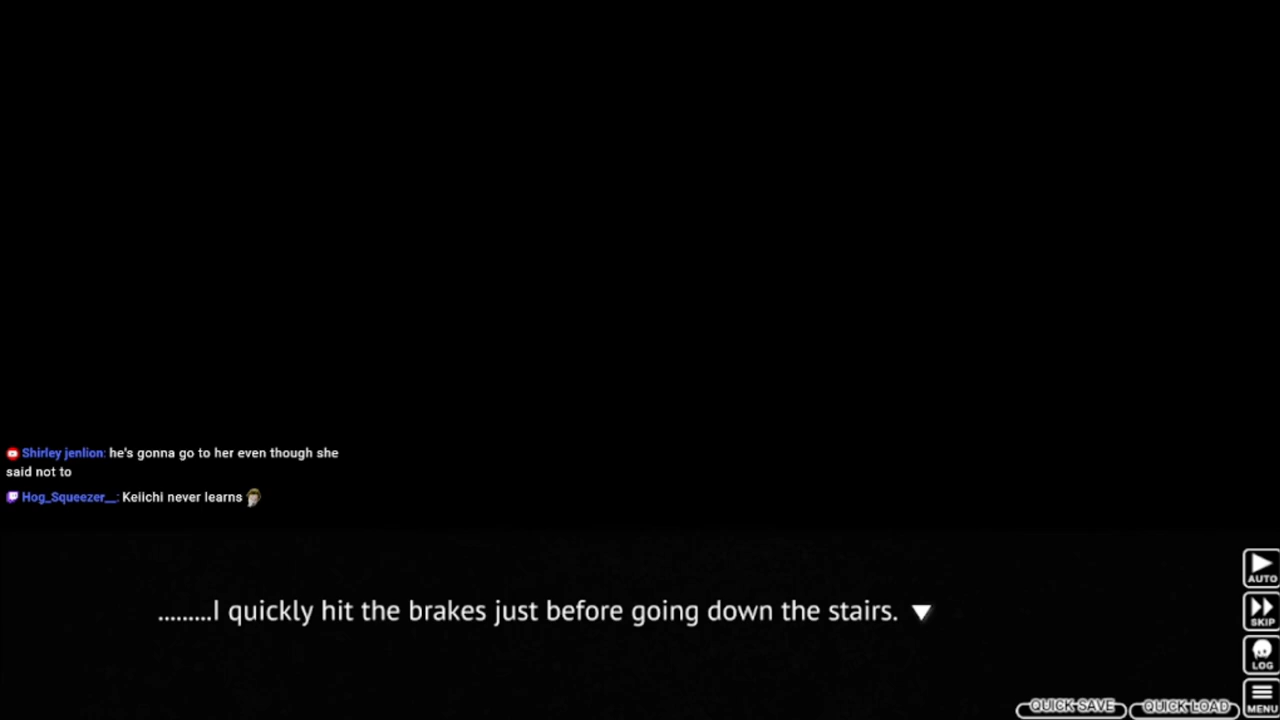 Shirley jenlion: he's gonna go to her even though she
said not to
Hog_Squeezer__: Keiichi never learns
.........I quickly hit the brakes just before going down the stairs.
AUTO
SKIP
LOG
MENU
QUICK SAVE
QUICK LOAD